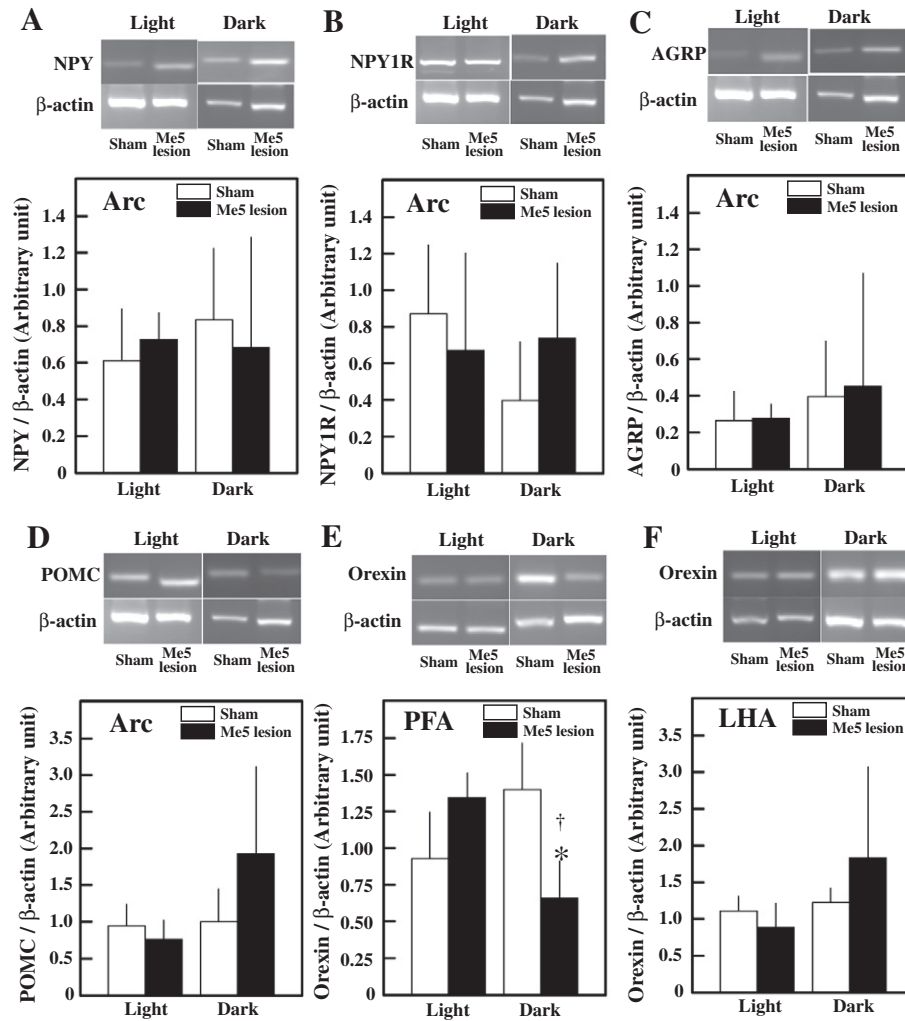 A
Light Dark
NPY
β-actin
Sham Me5 lesion Sham Me5 lesion
Arc
Sham
Me5 lesion
NPY / β-actin (Arbitrary unit)
1.4
1.2
1.0
0.8
0.6
0.4
0.2
0
Light Dark
B
Light Dark
NPY1R
β-actin
Sham Me5 lesion Sham Me5 lesion
Arc
Sham
Me5 lesion
NPY1R / β-actin (Arbitrary unit)
1.4
1.2
1.0
0.8
0.6
0.4
0.2
0
Light Dark
C
Light Dark
AGRP
β-actin
Sham Me5 lesion Sham Me5 lesion
Arc
Sham
Me5 lesion
AGRP / β-actin (Arbitrary unit)
1.4
1.2
1.0
0.8
0.6
0.4
0.2
0
Light Dark
D
Light Dark
POMC
β-actin
Sham Me5 lesion Sham Me5 lesion
Arc
Sham
Me5 lesion
POMC / β-actin (Arbitrary unit)
3.5
3.0
2.5
2.0
1.5
1.0
0.5
0
Light Dark
E
Light Dark
Orexin
β-actin
Sham Me5 lesion Sham Me5 lesion
PFA
Sham
Me5 lesion
Orexin / β-actin (Arbitrary unit)
1.75
1.50
1.25
1.00
0.75
0.50
0.25
0
†
*
Light Dark
F
Light Dark
Orexin
β-actin
Sham Me5 lesion Sham Me5 lesion
LHA
Sham
Me5 lesion
Orexin / β-actin (Arbitrary unit)
3.5
3.0
2.5
2.0
1.5
1.0
0.5
0
Light Dark